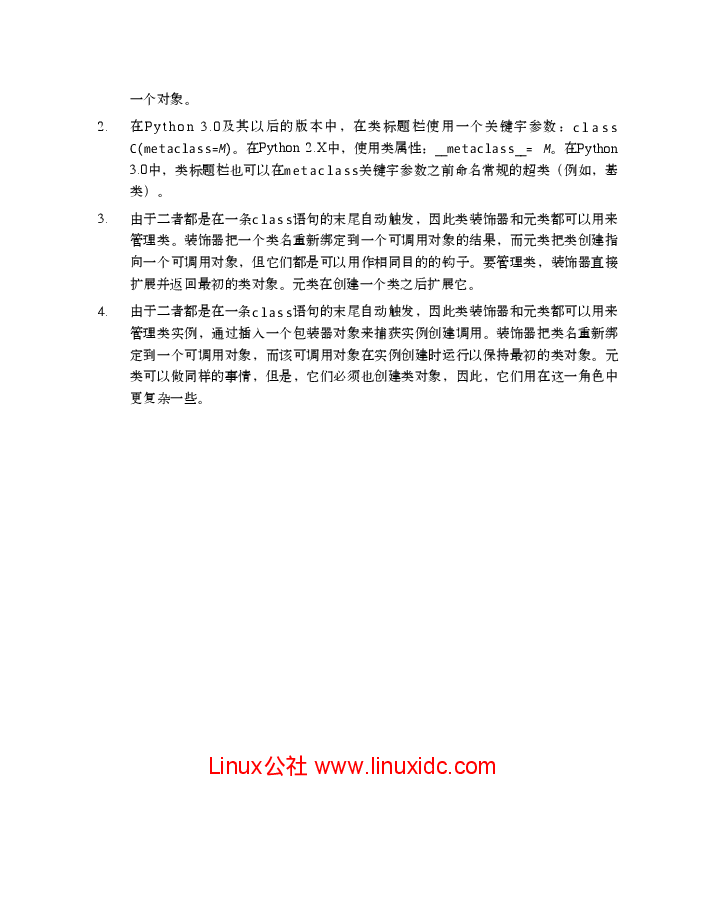 一个对象。
2. 在Python 3.0及其以后的版本中，在类标题栏使用一个关键字参数：class
C(metaclass=M)。在Python 2.X中，使用类属性：__metaclass__= M。在Python
3.0中，类标题栏也可以在metaclass关键字参数之前命名常规的超类（例如，基
类）。
3. 由于二者都是在一条class语句的末尾自动触发，因此类装饰器和元类都可以用来
管理类。装饰器把一个类名重新绑定到一个可调用对象的结果，而元类把类创建指
向一个可调用对象，但它们都是可以用作相同目的的钩子。要管理类，装饰器直接
扩展并返回最初的类对象。元类在创建一个类之后扩展它。
4. 由于二者都是在一条class语句的末尾自动触发，因此类装饰器和元类都可以用来
管理类实例，通过插入一个包装器对象来捕获实例创建调用。装饰器把类名重新绑
定到一个可调用对象，而该可调用对象在实例创建时运行以保持最初的类对象。元
类可以做同样的事情，但是，它们必须也创建类对象，因此，它们用在这一角色中
更复杂一些。
Linux公社 www.linuxidc.com